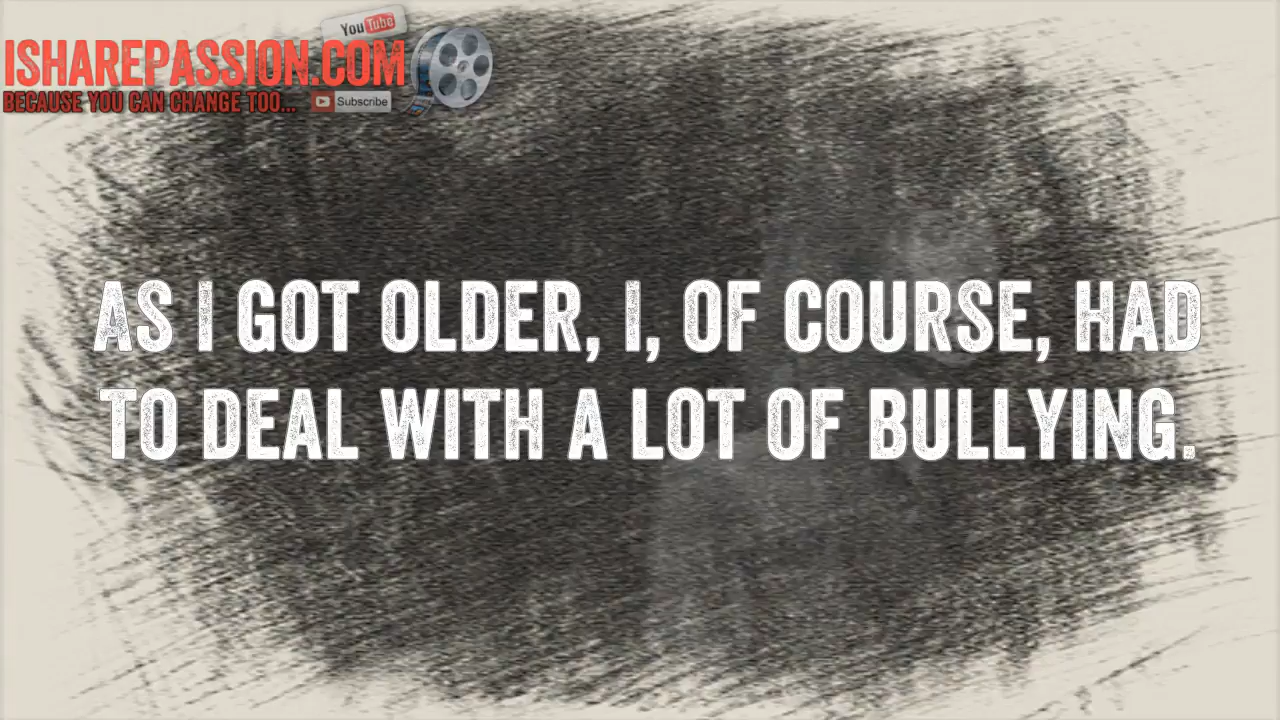 YouTube
ISHAREPASSION.COM
BECAUSE YOU CAN CHANGE TOO...
Subscribe
AS I GOT OLDER, I, OF COURSE, HAD
TO DEAL WITH A LOT OF BULLYING.